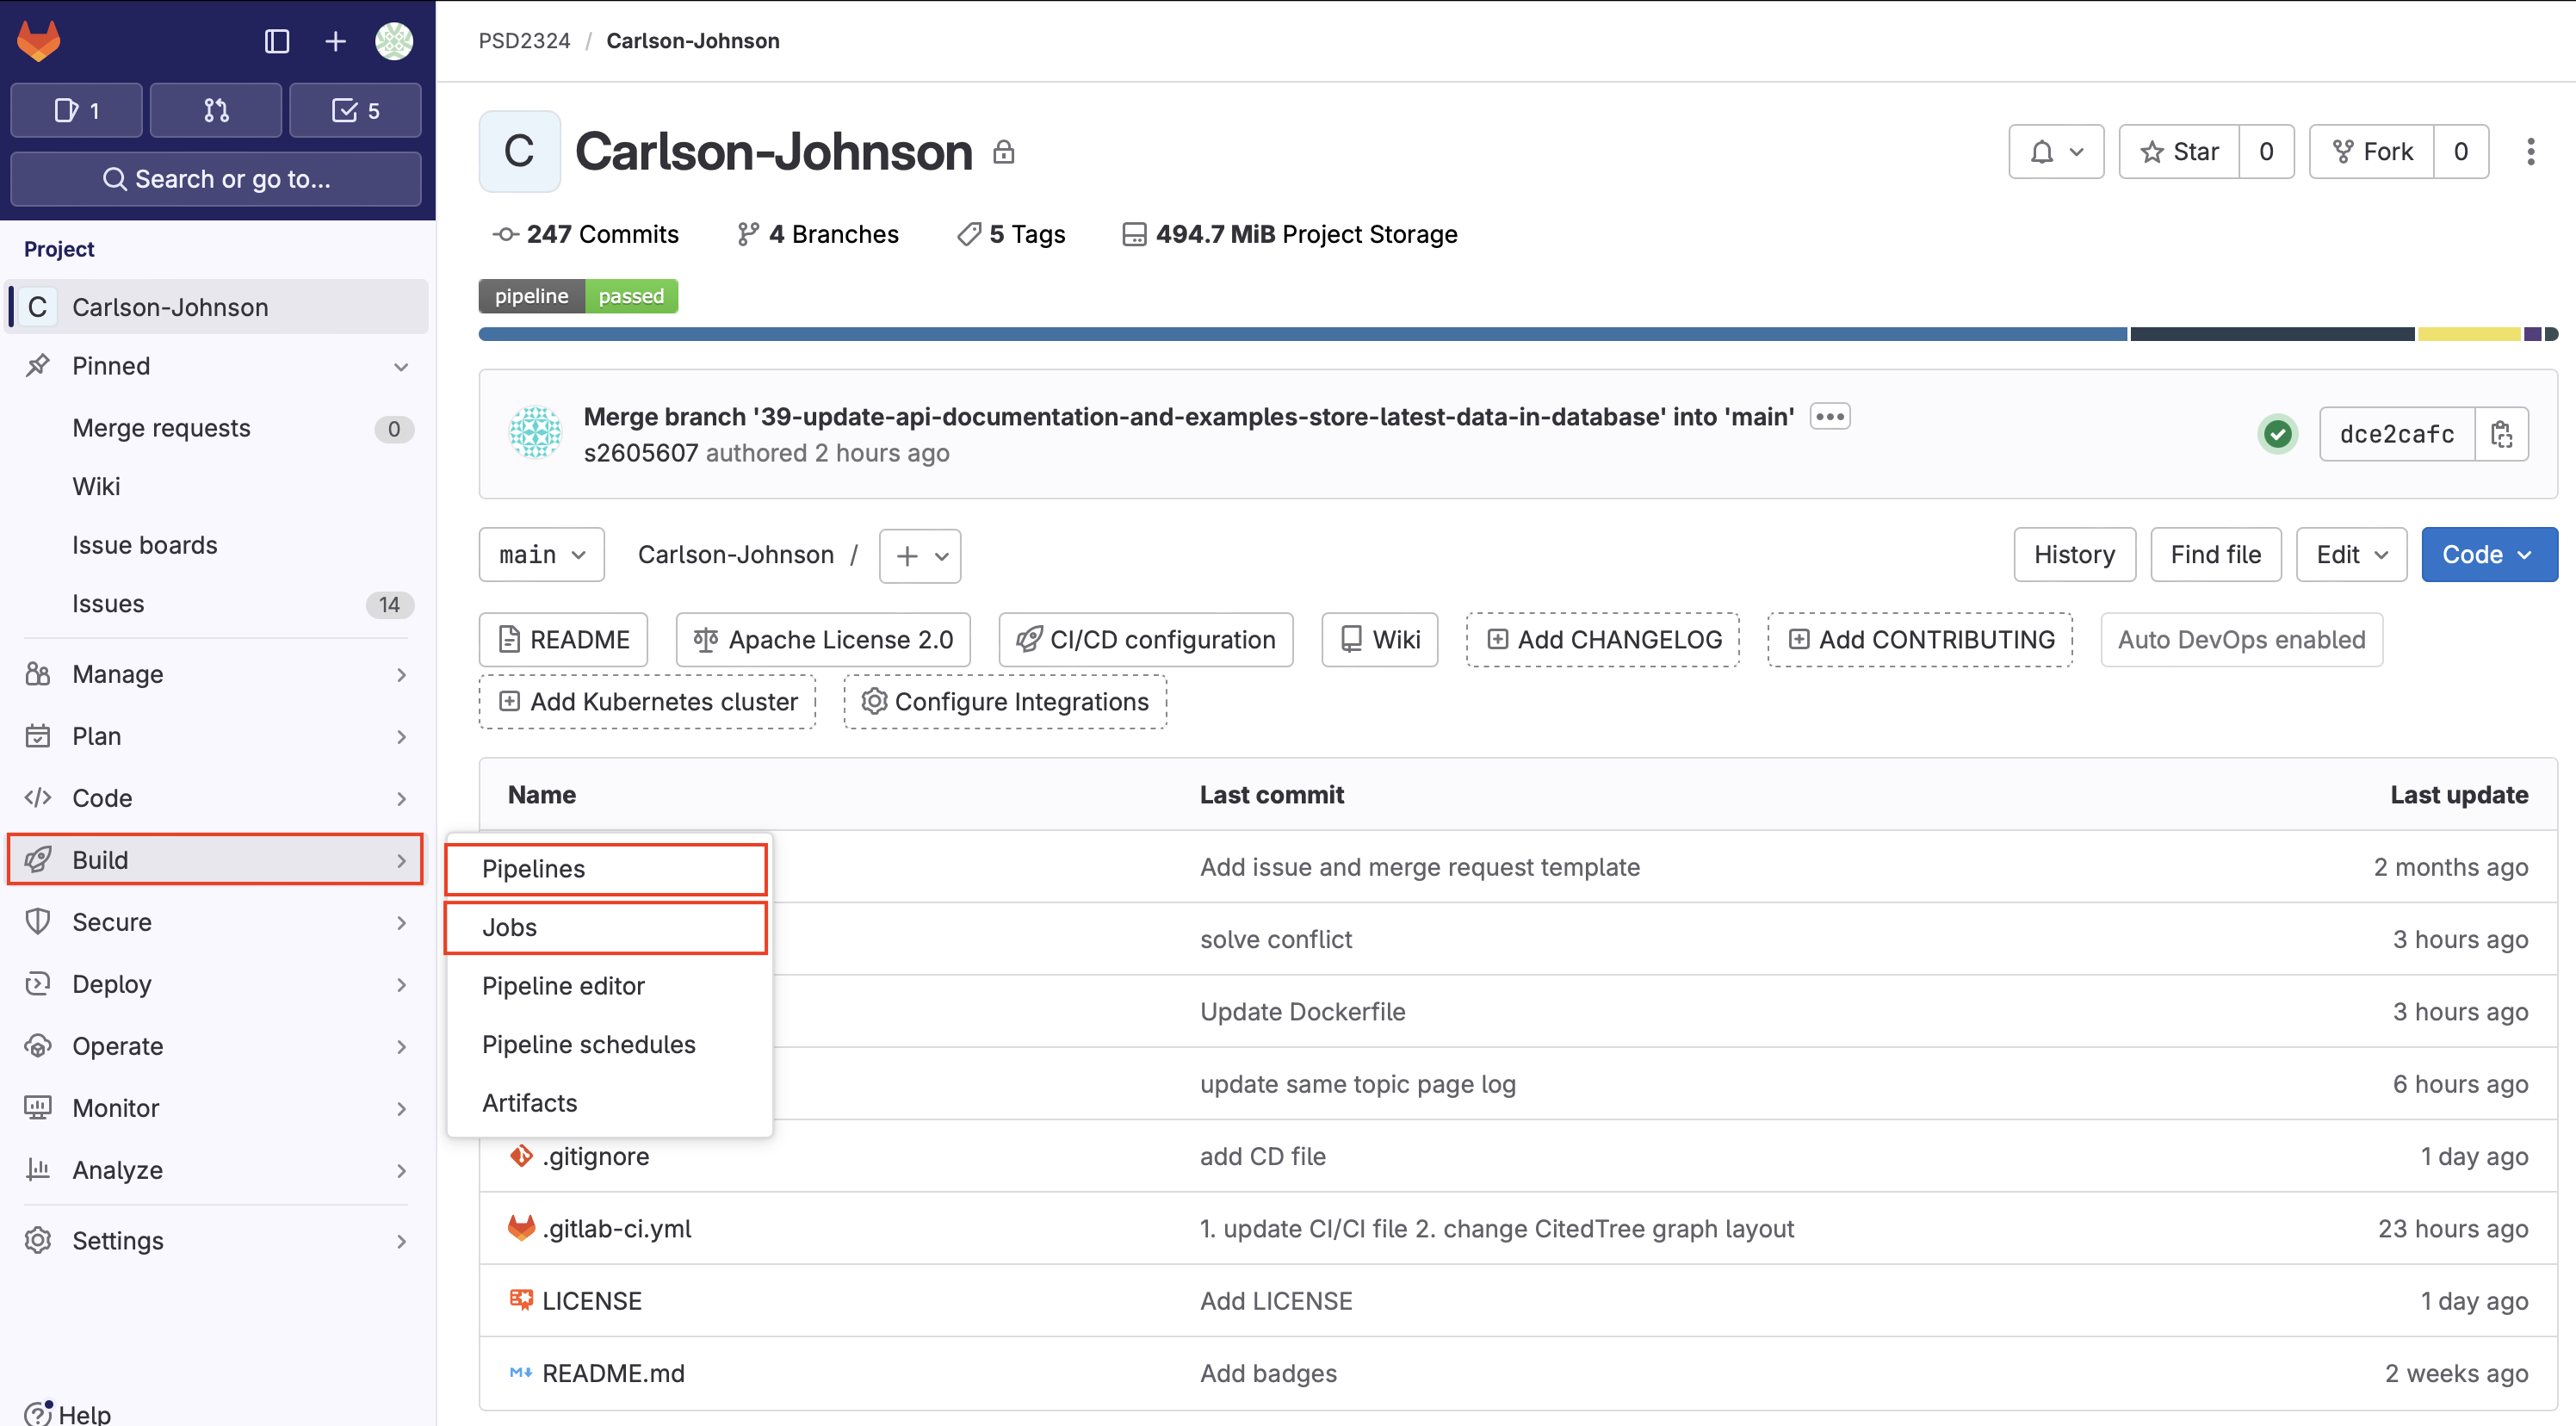 PSD2324 / Carlson-Johnson
1
5
Search or go to...
Project
C Carlson-Johnson
Pinned
Merge requests 0
Wiki
Issue boards
Issues 14
Manage
Plan
Code
Build
Secure
Deploy
Operate
Monitor
Analyze
Settings
Help
C Carlson-Johnson
Star 0
Fork 0
247 Commits 4 Branches 5 Tags 494.7 MiB Project Storage
pipeline passed
Merge branch '39-update-api-documentation-and-examples-store-latest-data-in-database' into 'main'
s2605607 authored 2 hours ago
dce2cafc
main Carlson-Johnson / +
History Find file Edit Code
README Apache License 2.0 CI/CD configuration Wiki Add CHANGELOG Add CONTRIBUTING Auto DevOps enabled
Add Kubernetes cluster Configure Integrations
Name Last commit Last update
Pipelines
Jobs
Pipeline editor
Pipeline schedules
Artifacts
Add issue and merge request template 2 months ago
solve conflict 3 hours ago
Update Dockerfile 3 hours ago
update same topic page log 6 hours ago
.gitignore add CD file 1 day ago
.gitlab-ci.yml 1. update CI/CI file 2. change CitedTree graph layout 23 hours ago
LICENSE Add LICENSE 1 day ago
README.md Add badges 2 weeks ago